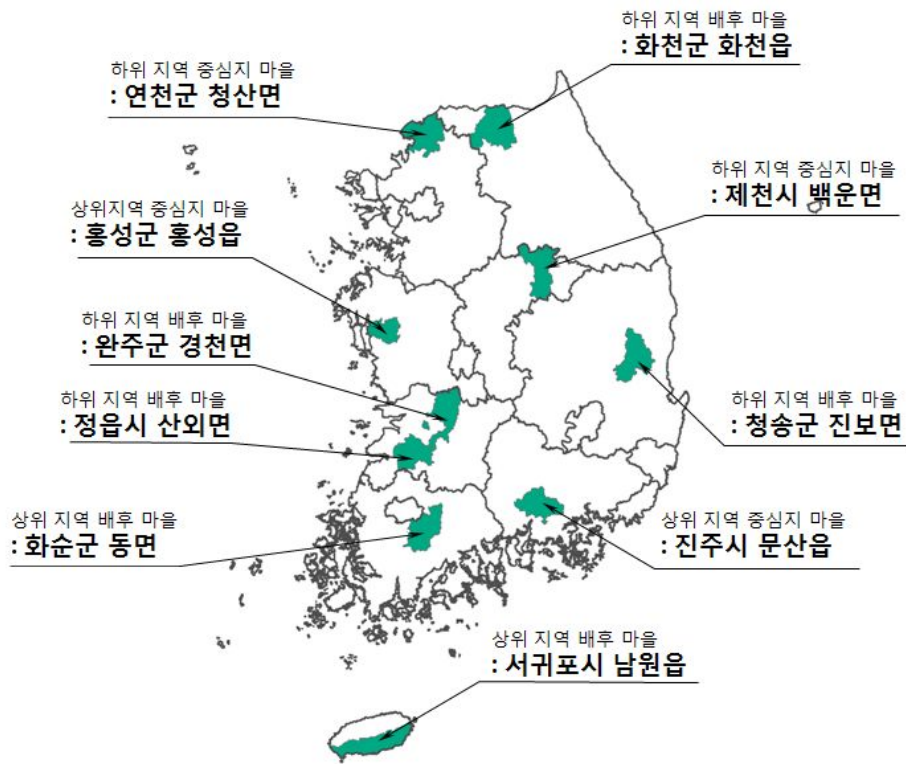 하위 지역 배후 마을
: 화천군 화천읍
하위 지역 중심지 마을
: 연천군 청산면
하위 지역 중심지 마을
: 제천시 백운면
상위지역 중심지 마을
: 홍성군 홍성읍
하위 지역 배후 마을
: 완주군 경천면
하위 지역 배후 마을
: 정읍시 산외면
하위 지역 배후 마을
: 청송군 진보면
상위 지역 배후 마을
: 화순군 동면
상위 지역 중심지 마을
: 진주시 문산읍
상위 지역 배후 마을
: 서귀포시 남원읍